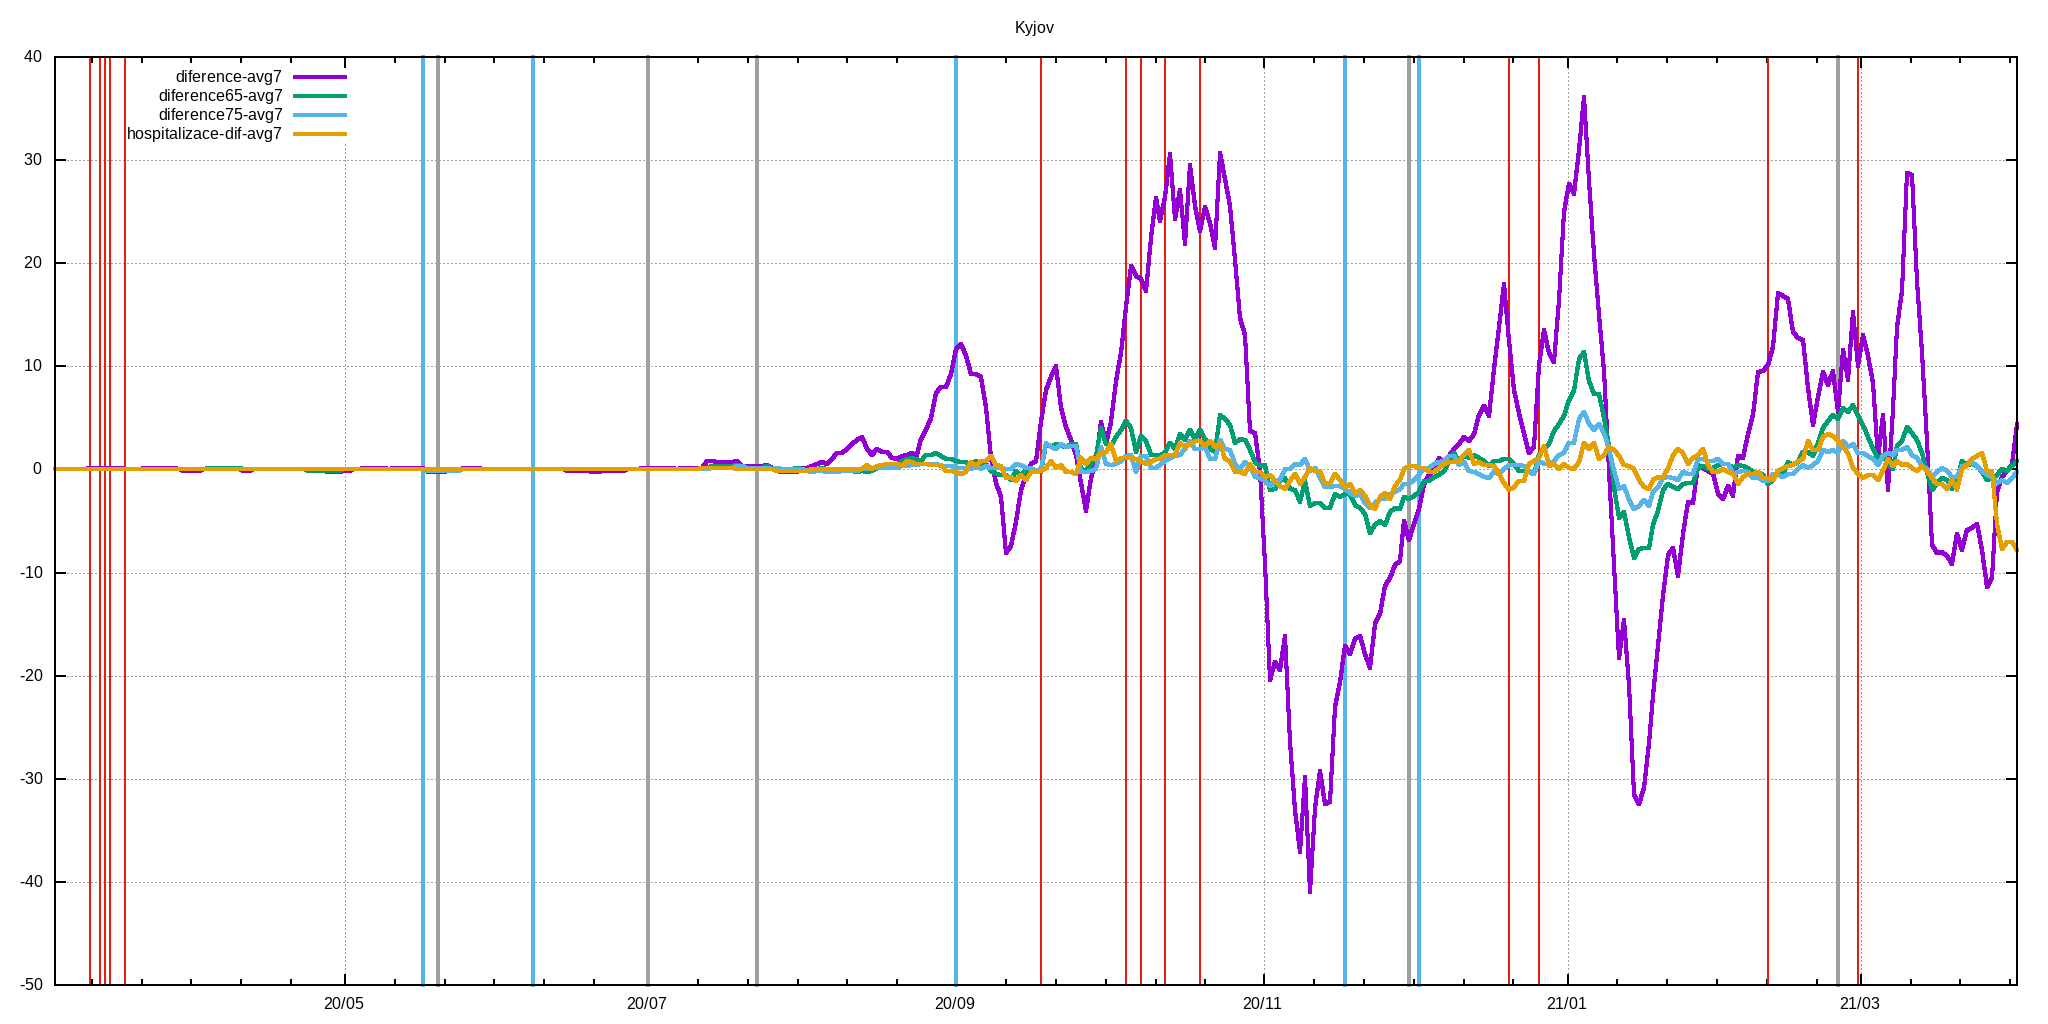 Kyjov
diference-avg7
diference65-avg7
diference75-avg7
hospitalizace-dif-avg7
40
30
20
10
0
-10
-20
-30
-40
-50
20/05 20/07 20/09 20/11 21/01 21/03